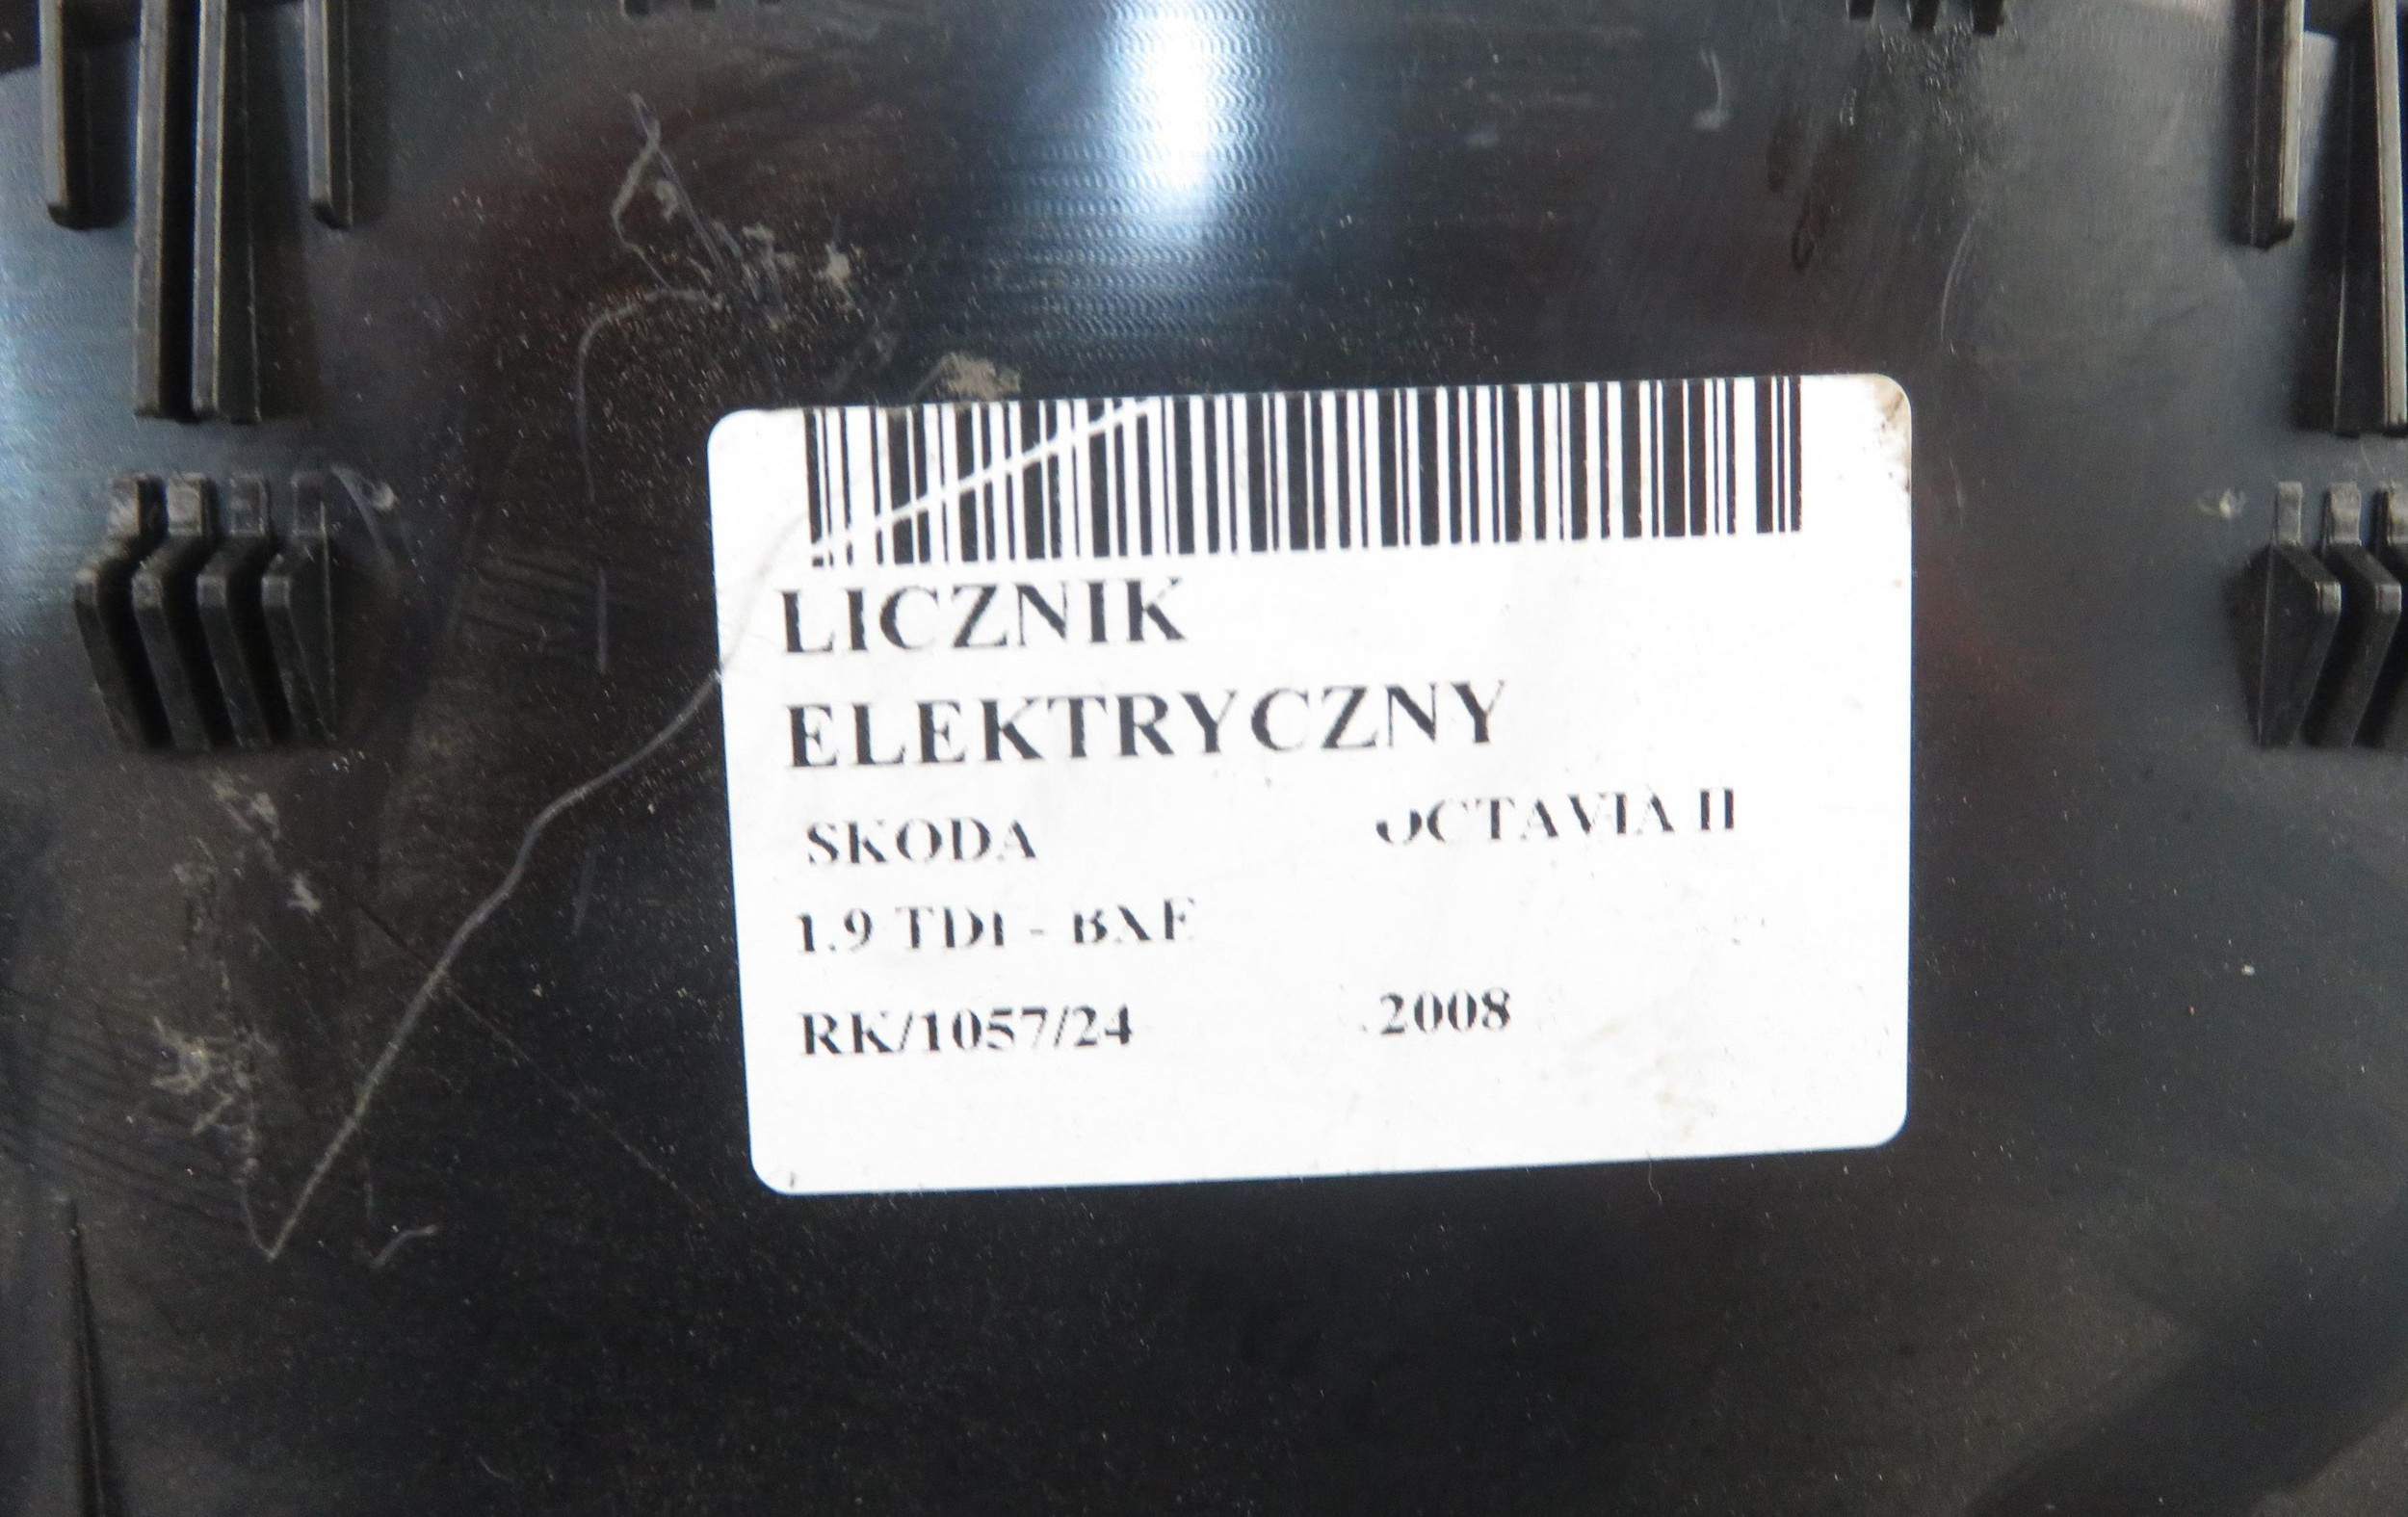 LICZNIK
ELEKTRYCZNY
SKODA OCTAVIA II
1.9 TDI - BXE
RK/1057/24 2008